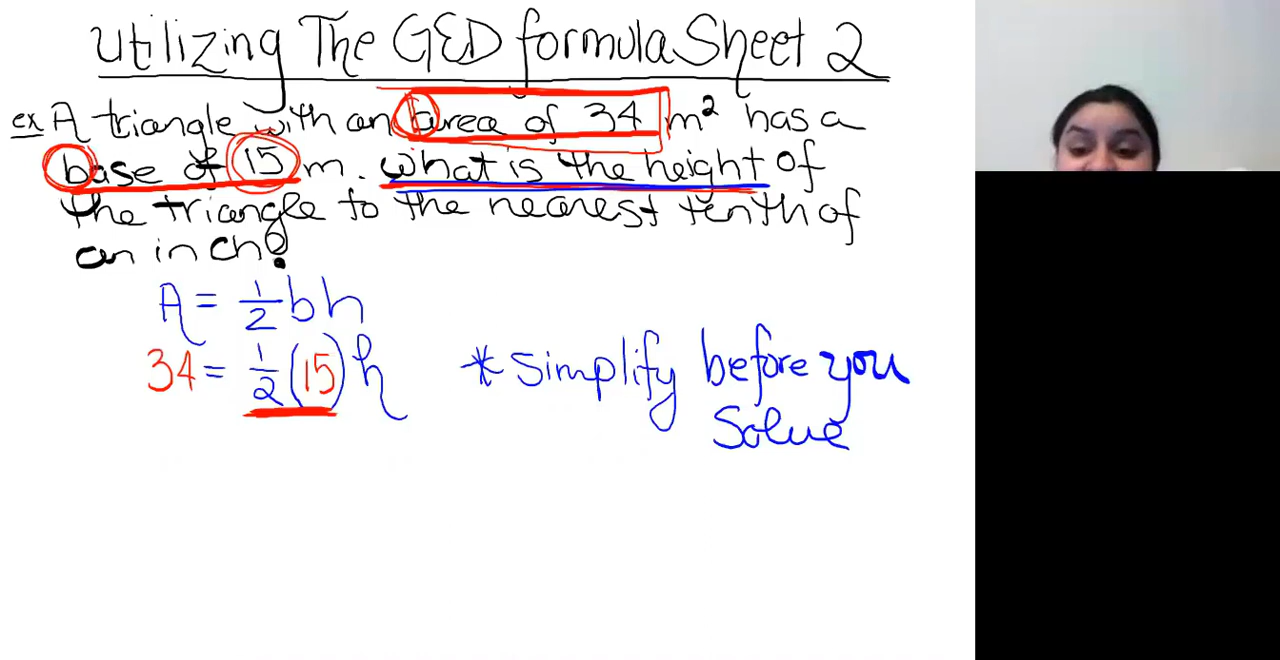 Utilizing The GED formula Sheet 2
ex A triangle with an area of 34 m² has a
base of 15 m. what is the height of
the triangle to the nearest tenth of
an inch?
A = 1/2 bh
34 = 1/2 (15) h
* Simplify before you
Solve